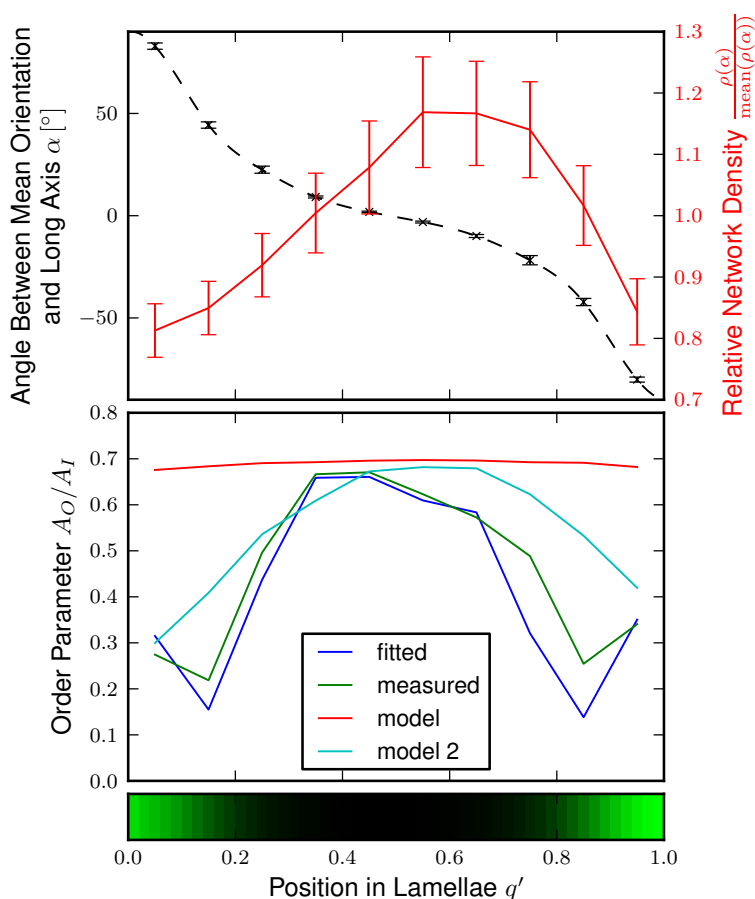 Angle Between Mean Orientation
and Long Axis α [°]
50
0
−50
1.3
1.2
1.1
1.0
0.9
0.8
0.7
Relative Network Density ρ(α) / mean(ρ(α))
Order Parameter A_O/A_I
0.8
0.7
0.6
0.5
0.4
0.3
0.2
0.1
0.0
fitted
measured
model
model 2
0.0 0.2 0.4 0.6 0.8 1.0
Position in Lamellae q′